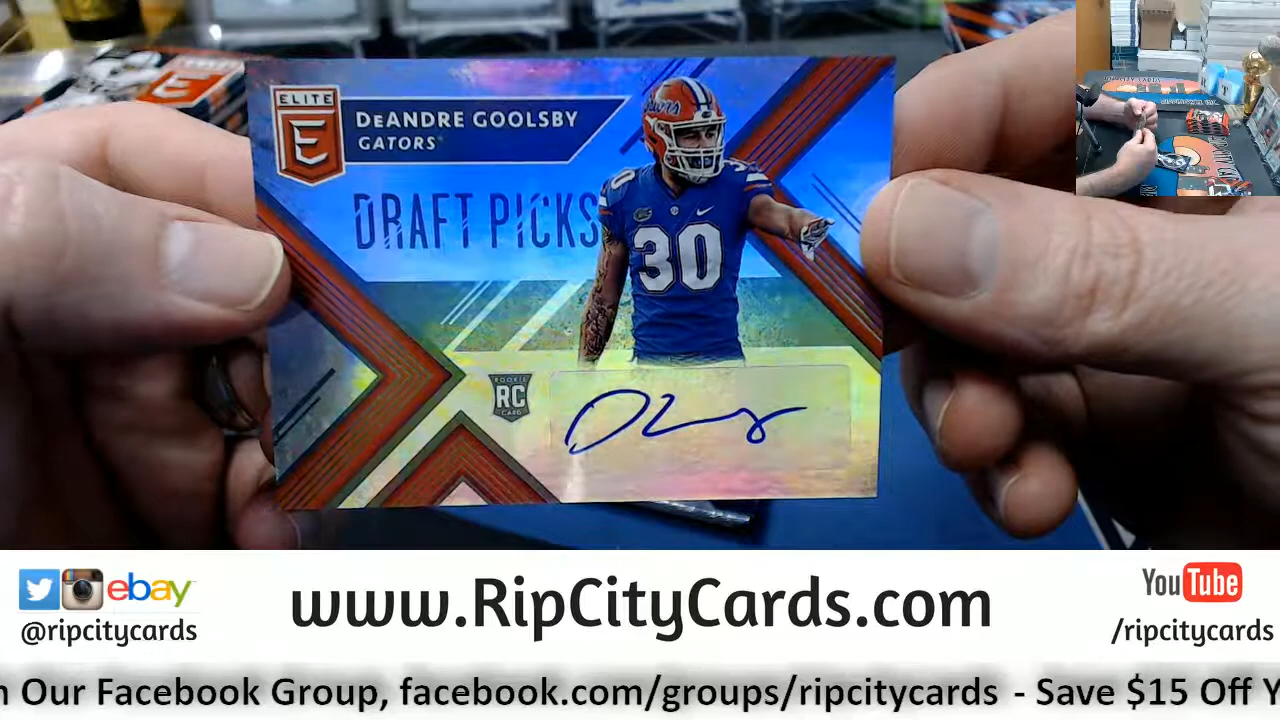 ELITE
E
DEANDRE GOOLSBY
GATORS
DRAFT PICKS
30
30
ROOKIE
RC
CARD
ebay
@ripcitycards
www.RipCityCards.com
YouTube
/ripcitycards
n Our Facebook Group, facebook.com/groups/ripcitycards - Save $15 Off Y